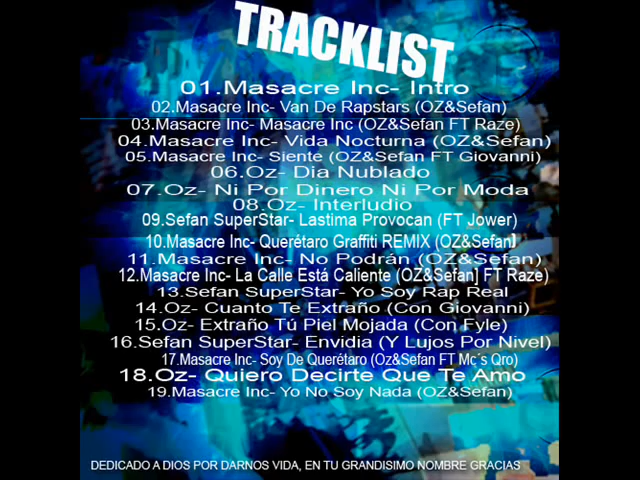 TRACKLIST
01.Masacre Inc- Intro
02.Masacre Inc- Van De Rapstars (OZ&Sefan)
03.Masacre Inc- Masacre Inc (OZ&Sefan FT Raze)
04.Masacre Inc- Vida Nocturna (OZ&Sefan)
05.Masacre Inc- Siente (OZ&Sefan FT Giovanni)
06.Oz- Dia Nublado
07.Oz- Ni Por Dinero Ni Por Moda
08.Oz- Interludio
09.Sefan SuperStar- Lastima Provocan (FT Jower)
10.Masacre Inc- Querétaro Graffiti REMIX (OZ&Sefan]
11.Masacre Inc- No Podrán (OZ&Sefan)
12.Masacre Inc- La Calle Está Caliente (OZ&Sefan] FT Raze)
13.Sefan SuperStar- Yo Soy Rap Real
14.Oz- Cuanto Te Extraño (Con Giovanni)
15.Oz- Extraño Tú Piel Mojada (Con Fyle)
16.Sefan SuperStar- Envidia (Y Lujos Por Nivel)
17.Masacre Inc- Soy De Querétaro (Oz&Sefan FT Mc´s Qro)
18.Oz- Quiero Decirte Que Te Amo
19.Masacre Inc- Yo No Soy Nada (OZ&Sefan)
DEDICADO A DIOS POR DARNOS VIDA, EN TU GRANDISIMO NOMBRE GRACIAS